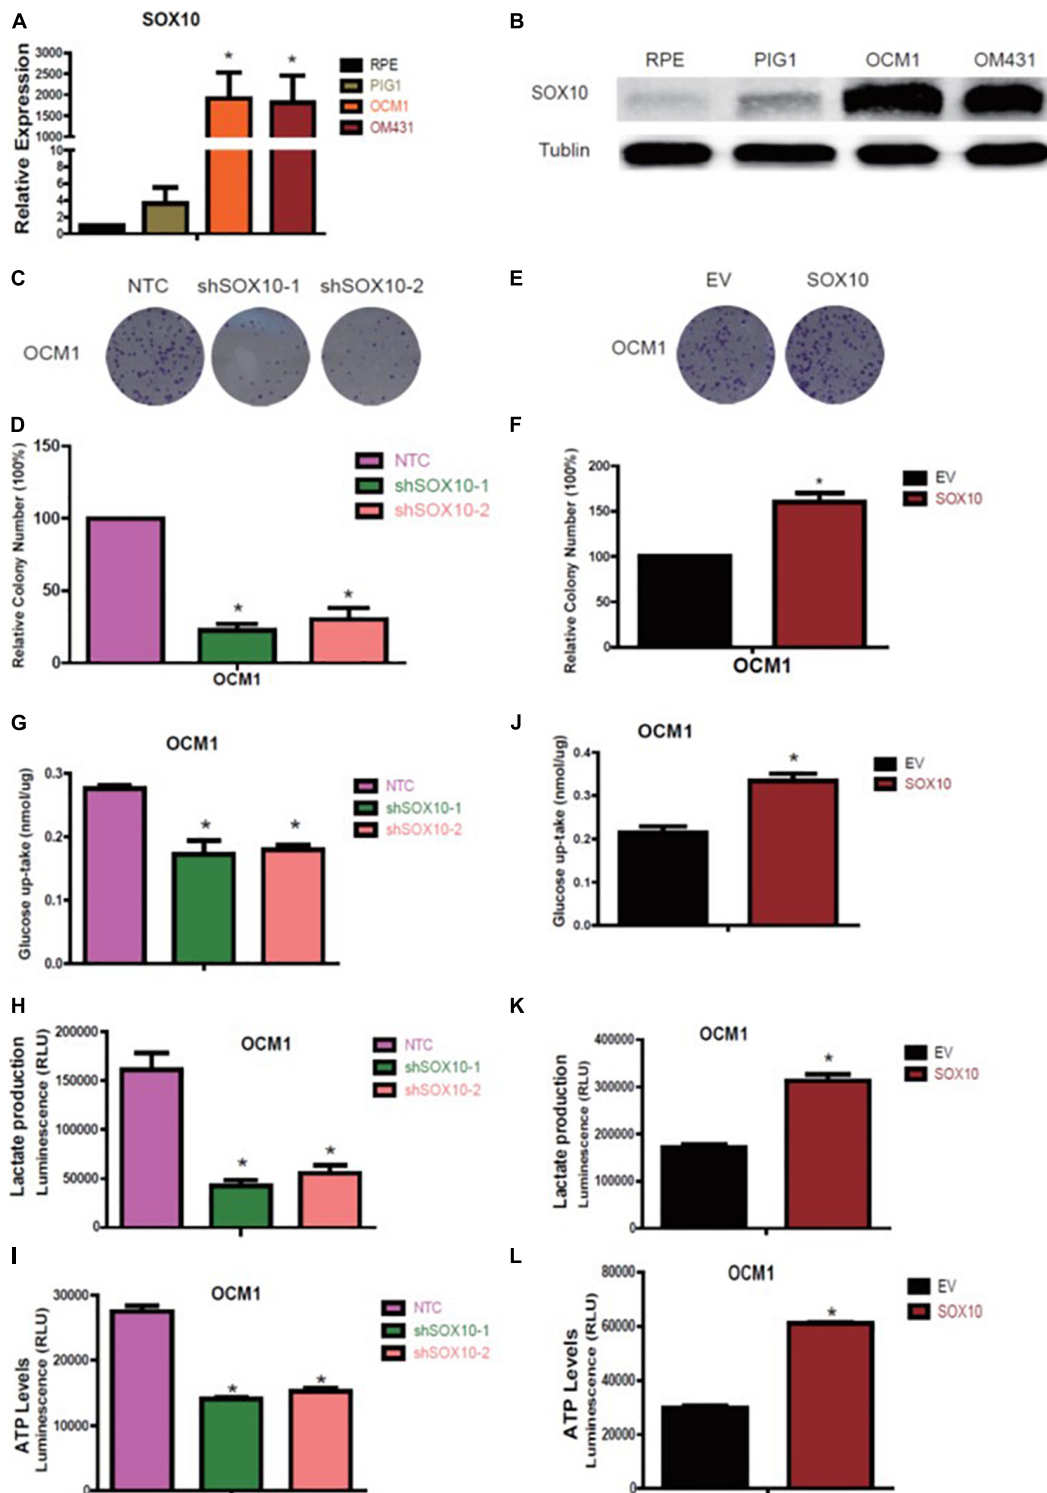 A
SOX10
Relative Expression
3000
2500
2000
1500
1000
10
8
6
4
2
0
*
*
RPE
PIG1
OCM1
OM431
B
RPE PIG1 OCM1 OM431
SOX10
Tublin
C
NTC shSOX10-1 shSOX10-2
OCM1
E
EV SOX10
OCM1
D
Relative Colony Number (100%)
150
100
50
0
*
*
OCM1
NTC
shSOX10-1
shSOX10-2
F
Relative Colony Number (100%)
200
150
100
50
0
*
OCM1
EV
SOX10
G
OCM1
Glucose up-take (nmol/ug)
0.3
0.2
0.1
0.0
*
*
NTC
shSOX10-1
shSOX10-2
J
OCM1
Glucose up-take (nmol/ug)
0.4
0.3
0.2
0.1
0.0
*
EV
SOX10
H
OCM1
Lactate production
Luminescence (RLU)
200000
150000
100000
50000
0
*
*
NTC
shSOX10-1
shSOX10-2
K
OCM1
Lactate production
Luminescence (RLU)
400000
300000
200000
100000
0
*
EV
SOX10
I
OCM1
ATP Levels
Luminescence (RLU)
30000
20000
10000
0
*
*
NTC
shSOX10-1
shSOX10-2
L
OCM1
ATP Levels
Luminescence (RLU)
80000
60000
40000
20000
0
*
EV
SOX10